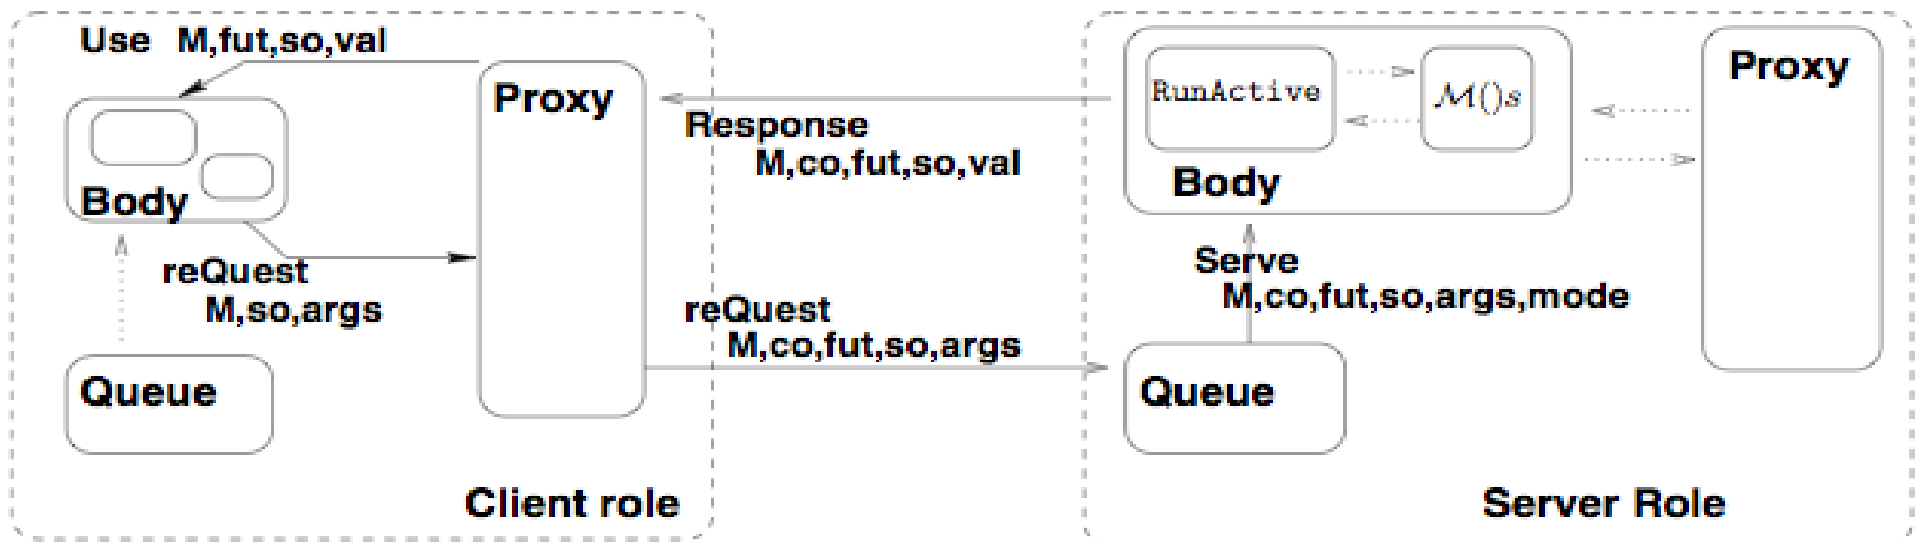 Use M,fut,so,val
Proxy
Body
reQuest
M,so,args
Queue
Client role
Response
M,co,fut,so,val
reQuest
M,co,fut,so,args
RunActive
M()s
Body
Proxy
Serve
M,co,fut,so,args,mode
Queue
Server Role